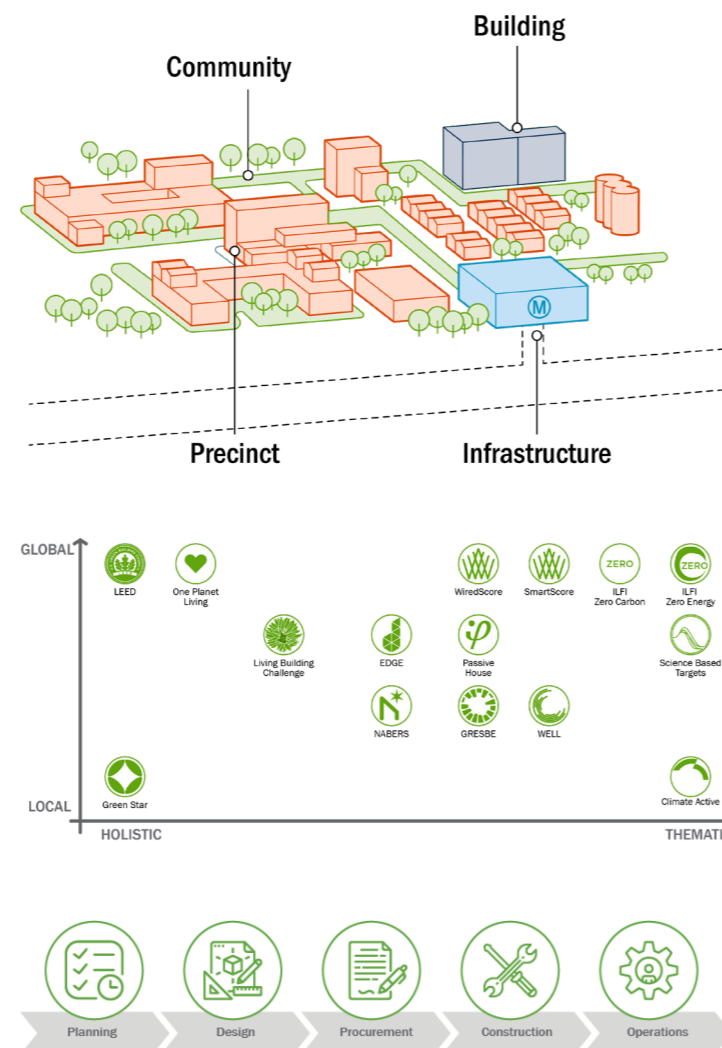 Building
Community
M
Precinct
Infrastructure
GLOBAL
LEED
One Planet
Living
WiredScore
SmartScore
ZERO
ILFI
Zero Carbon
ZERO
ILFI
Zero Energy
Living Building
Challenge
EDGE
Passive
House
Science Based
Targets
NABERS
GRESBE
WELL
Green Star
Climate Active
LOCAL
HOLISTIC
THEMATI
Planning
Design
Procurement
Construction
Operations